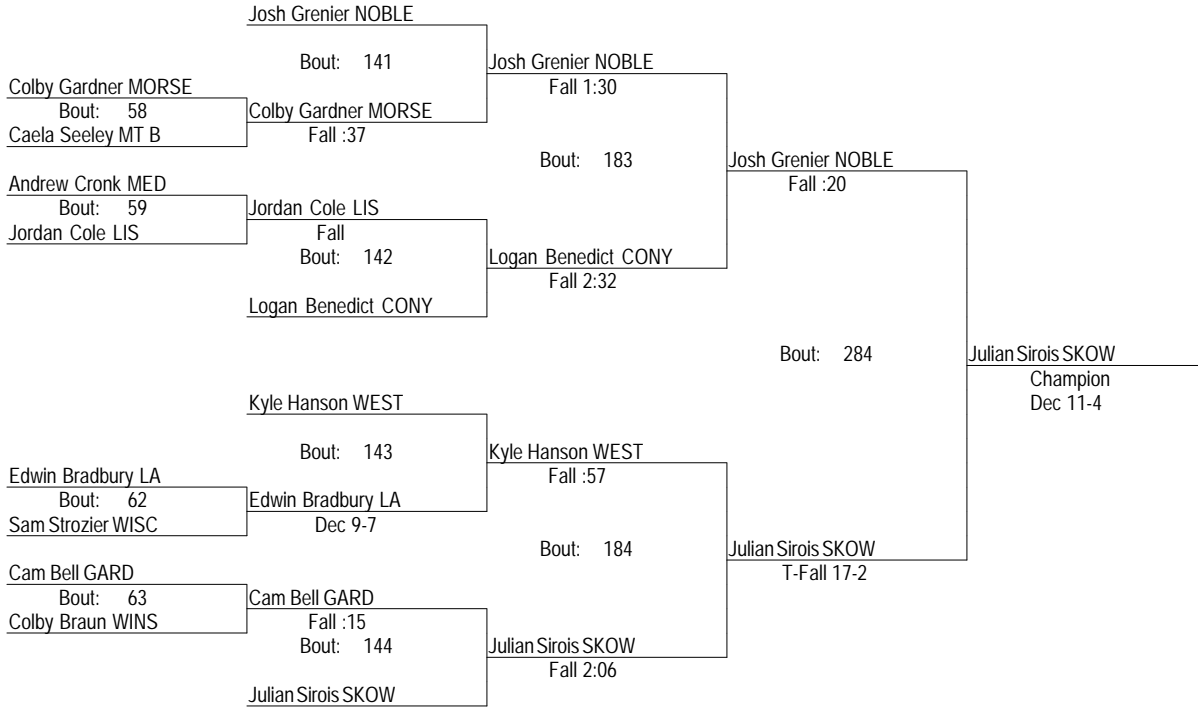 Josh Grenier NOBLE
Bout: 141
Josh Grenier NOBLE
Fall 1:30
Colby Gardner MORSE
Bout: 58
Caela Seeley MT B
Colby Gardner MORSE
Fall :37
Bout: 183
Josh Grenier NOBLE
Fall :20
Andrew Cronk MED
Bout: 59
Jordan Cole LIS
Jordan Cole LIS
Fall
Bout: 142
Logan Benedict CONY
Fall 2:32
Logan Benedict CONY
Bout: 284
Julian Sirois SKOW
Champion
Dec 11-4
Kyle Hanson WEST
Bout: 143
Kyle Hanson WEST
Fall :57
Edwin Bradbury LA
Bout: 62
Sam Strozier WISC
Edwin Bradbury LA
Dec 9-7
Bout: 184
Julian Sirois SKOW
T-Fall 17-2
Cam Bell GARD
Bout: 63
Colby Braun WINS
Cam Bell GARD
Fall :15
Bout: 144
Julian Sirois SKOW
Fall 2:06
Julian Sirois SKOW